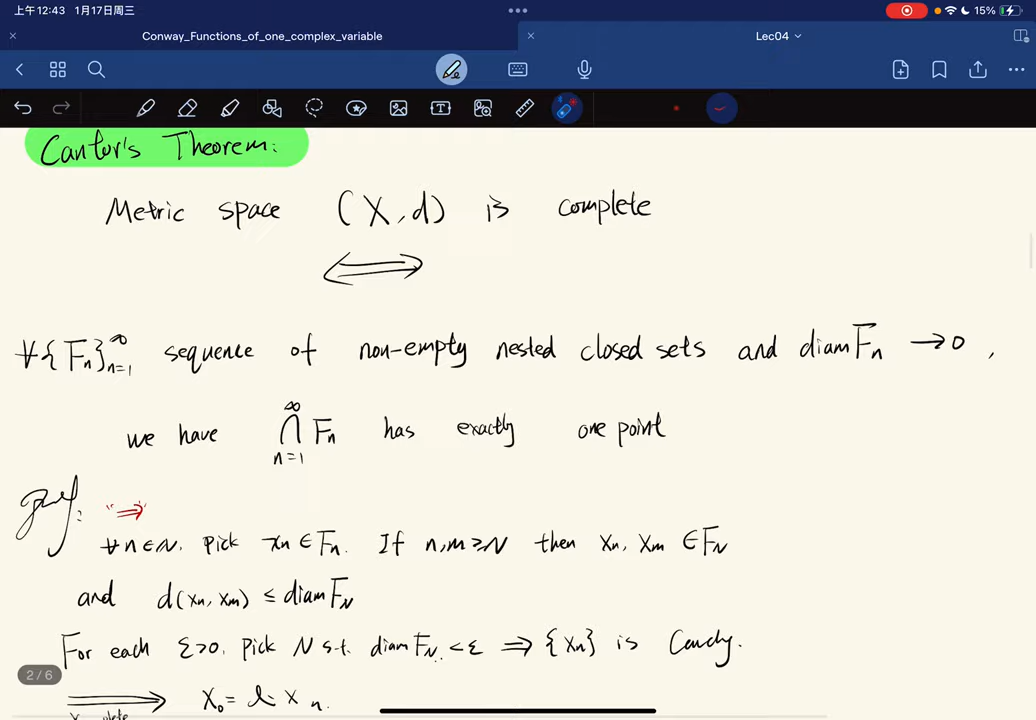 上午12:43 1月17日周三
15%
Conway_Functions_of_one_complex_variable
Lec04
Cantor's Theorem:
Metric space (X,d) is complete
⟺
∀{Fn}∞n=1 sequence of non-empty nested closed sets and diam Fn → 0,
we have ∞⋂n=1 Fn has exactly one point
proof:
"⇒"
∀n∈N. Pick xn ∈ Fn. If n,m ≥ N then xn, xm ∈ FN
and d(xn, xm) ≤ diam FN
For each ε>0. pick N s.t. diam FN < ε ⇒ {xn} is Cauchy.
2/6
⟹ x0 = li x n.